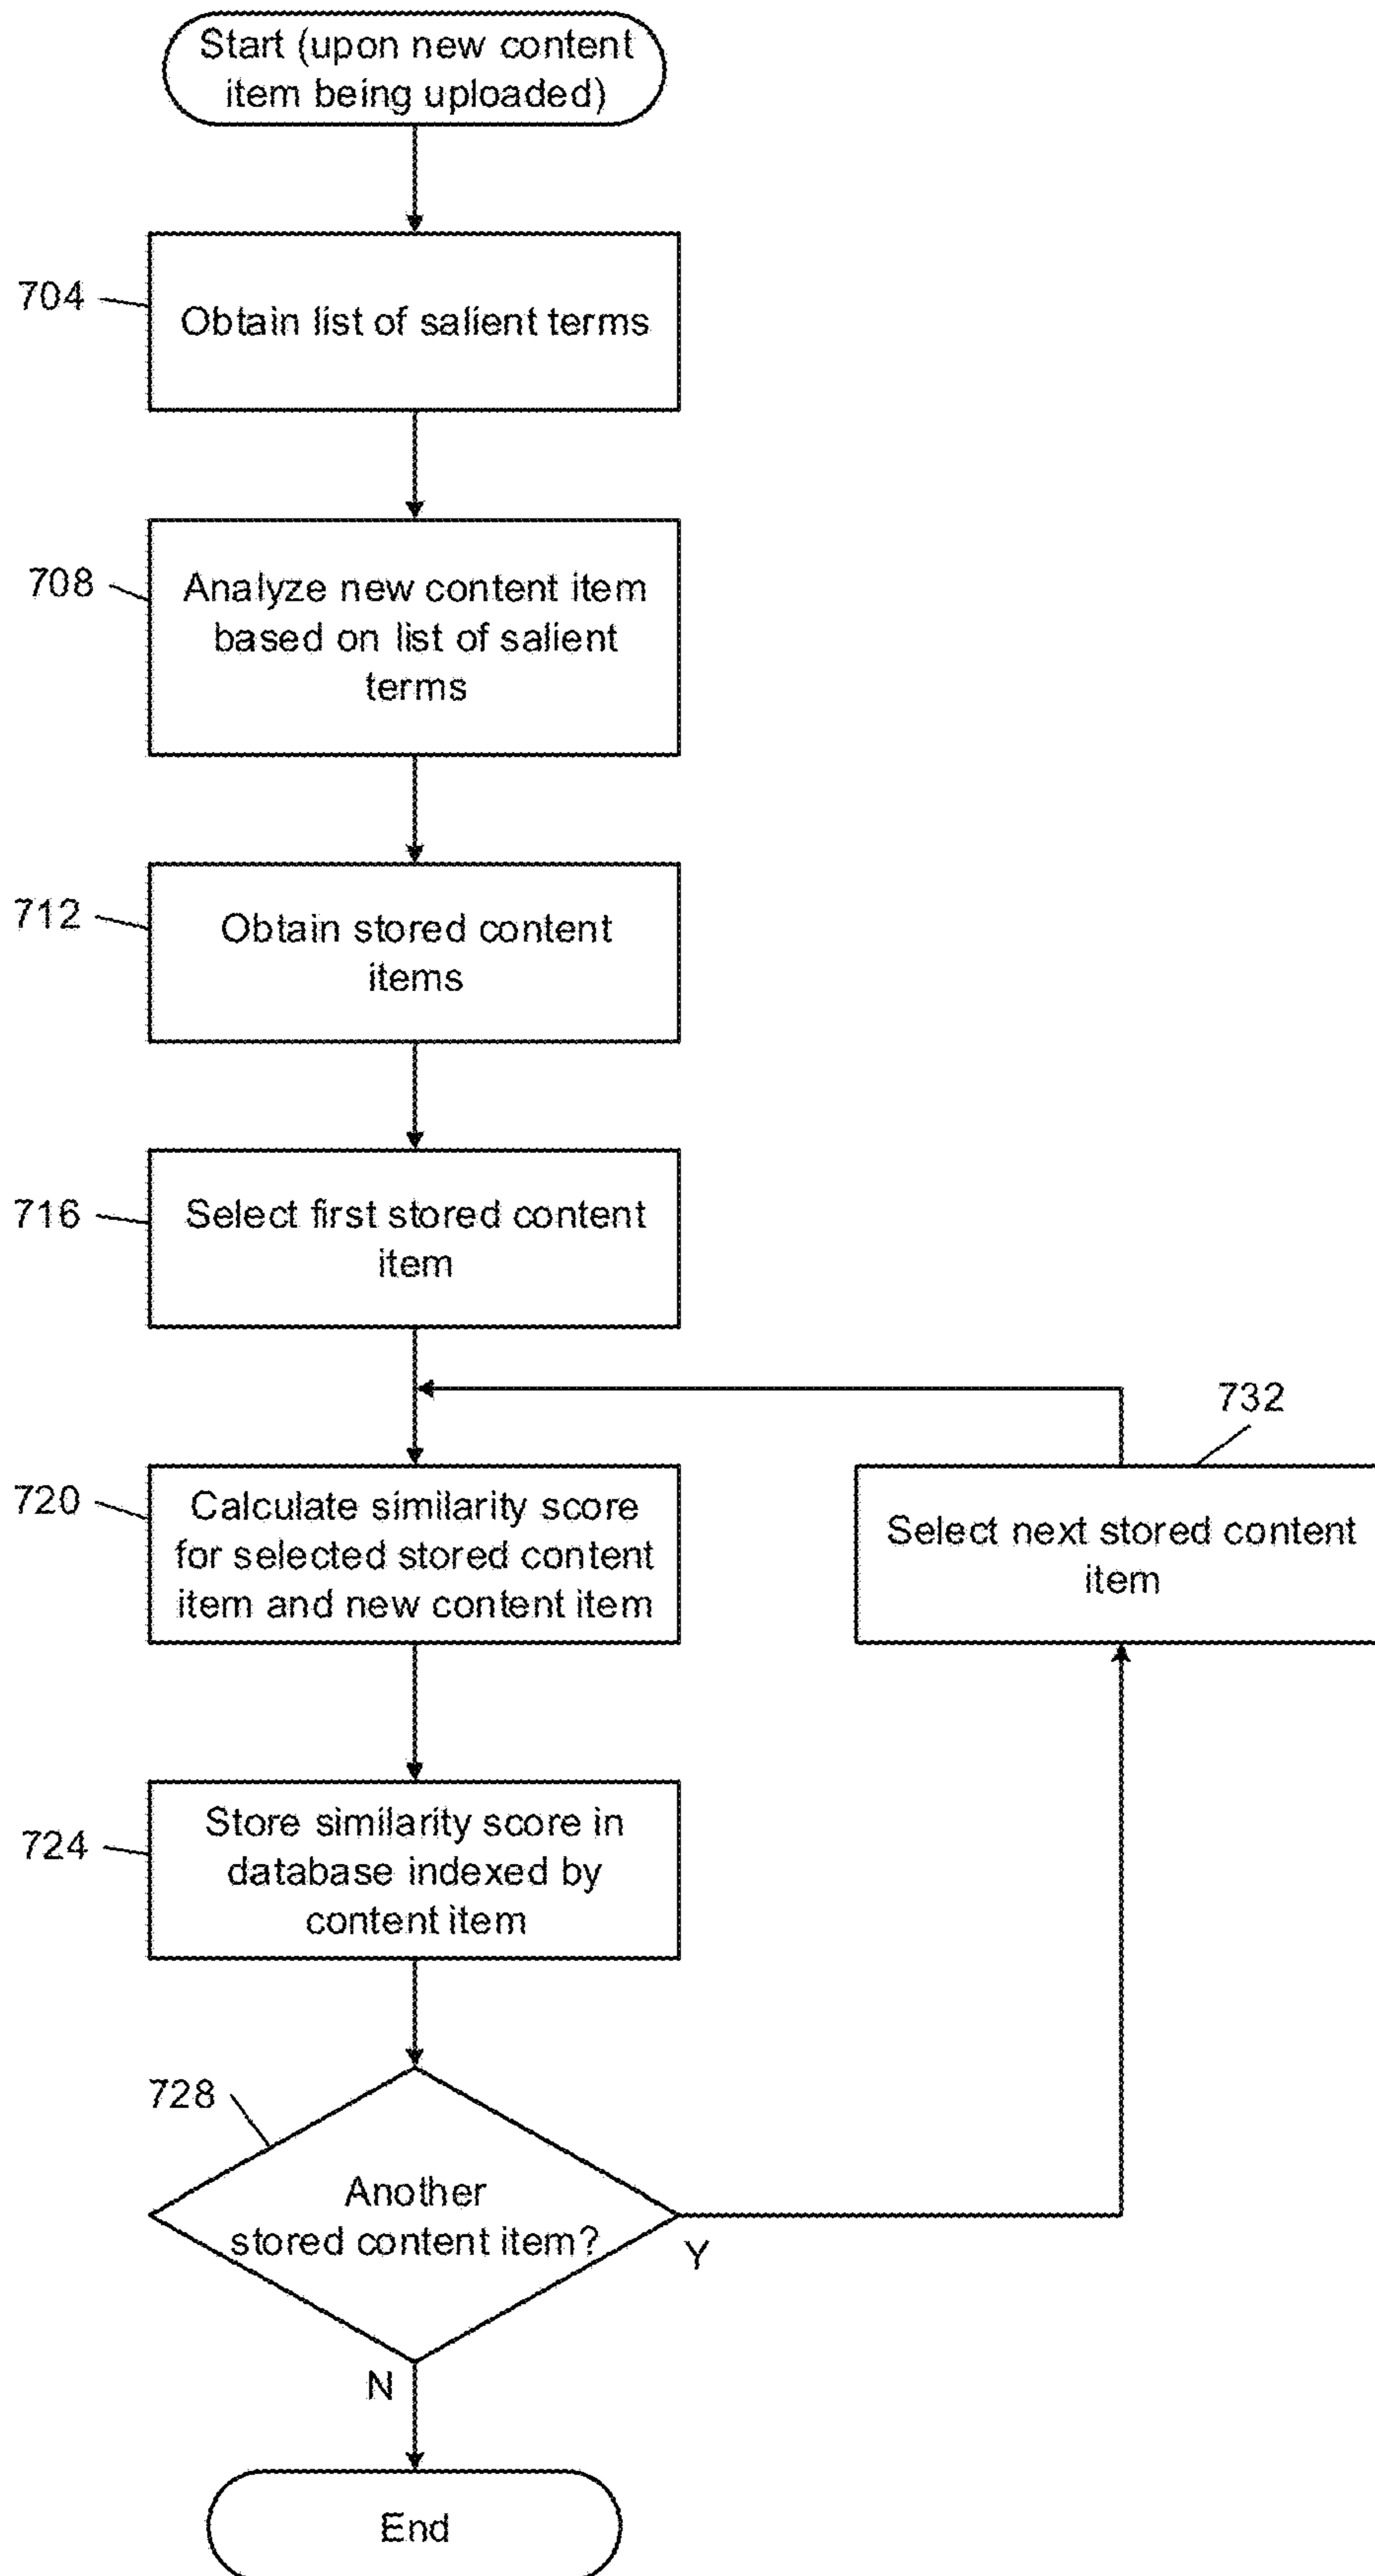 Start (upon new content
item being uploaded)
704
Obtain list of salient terms
708
Analyze new content item
based on list of salient
terms
712
Obtain stored content
items
716
Select first stored content
item
732
720
Calculate similarity score
for selected stored content
item and new content item
Select next stored content
item
724
Store similarity score in
database indexed by
content item
728
Another
stored content item?
Y
N
End